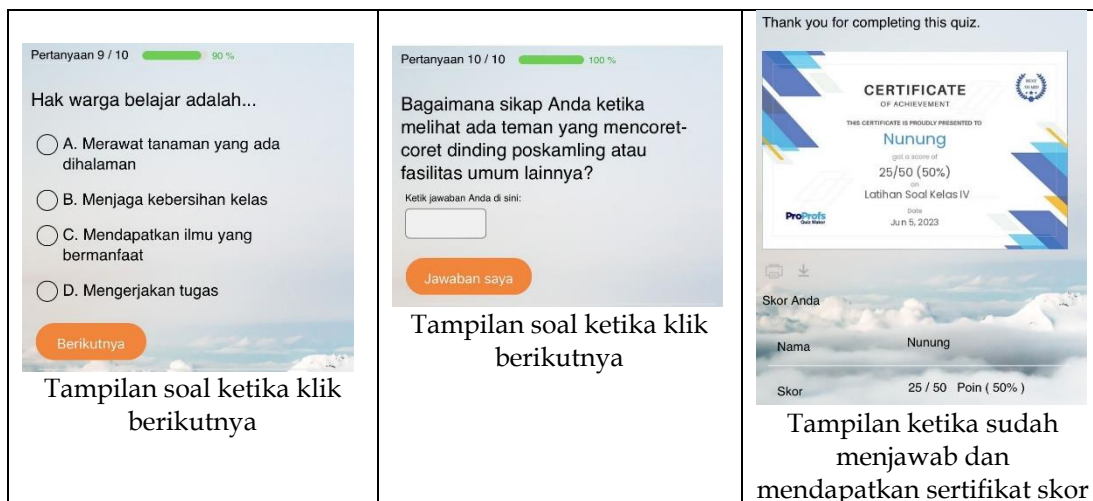 Pertanyaan 9 / 10 90 %
Hak warga belajar adalah...
A. Merawat tanaman yang ada
dihalaman
B. Menjaga kebersihan kelas
C. Mendapatkan ilmu yang
bermanfaat
D. Mengerjakan tugas
Berikutnya
Tampilan soal ketika klik
berikutnya
Pertanyaan 10 / 10 100 %
Bagaimana sikap Anda ketika
melihat ada teman yang mencoret-
coret dinding poskamling atau
fasilitas umum lainnya?
Ketik jawaban Anda di sini:
Jawaban saya
Tampilan soal ketika klik
berikutnya
Thank you for completing this quiz.
CERTIFICATE
OF ACHIEVEMENT
BEST
AWARD
THIS CERTIFICATE IS PROUDLY PRESENTED TO
Nunung
got a score of
25/50 (50%)
on
Latihan Soal Kelas IV
Date
Jun 5, 2023
ProProfs
Quiz Maker
Skor Anda
Nama Nunung
Skor 25 / 50 Poin ( 50% )
Tampilan ketika sudah
menjawab dan
mendapatkan sertifikat skor